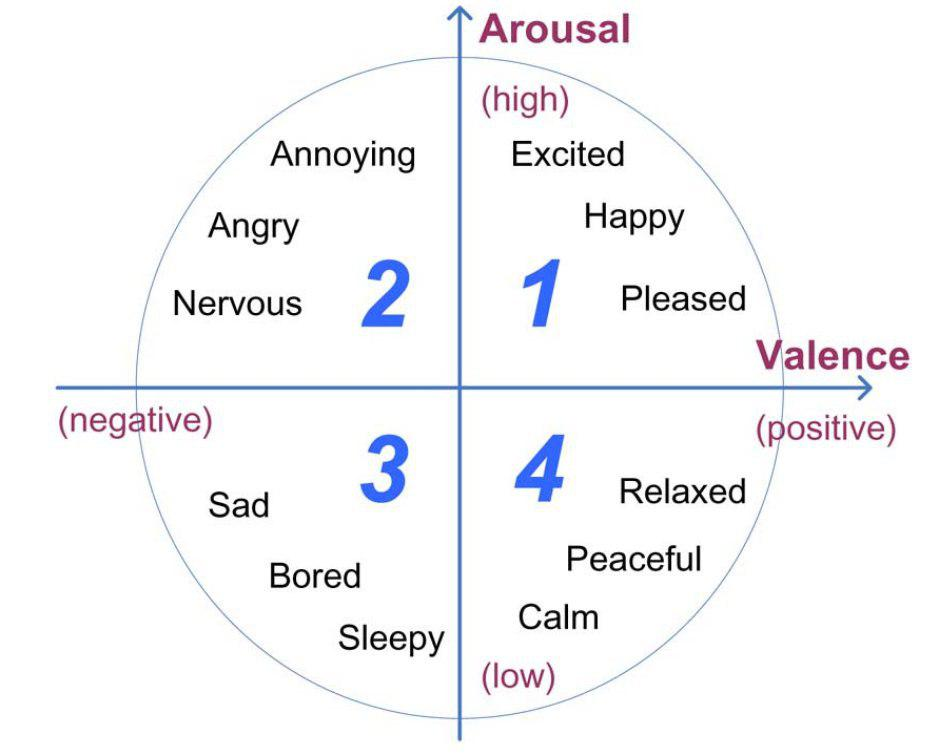 Arousal
(high)
Annoying
Excited
Angry
Happy
Nervous
2
1
Pleased
Valence
(negative)
(positive)
3
4
Sad
Relaxed
Bored
Peaceful
Sleepy
Calm
(low)